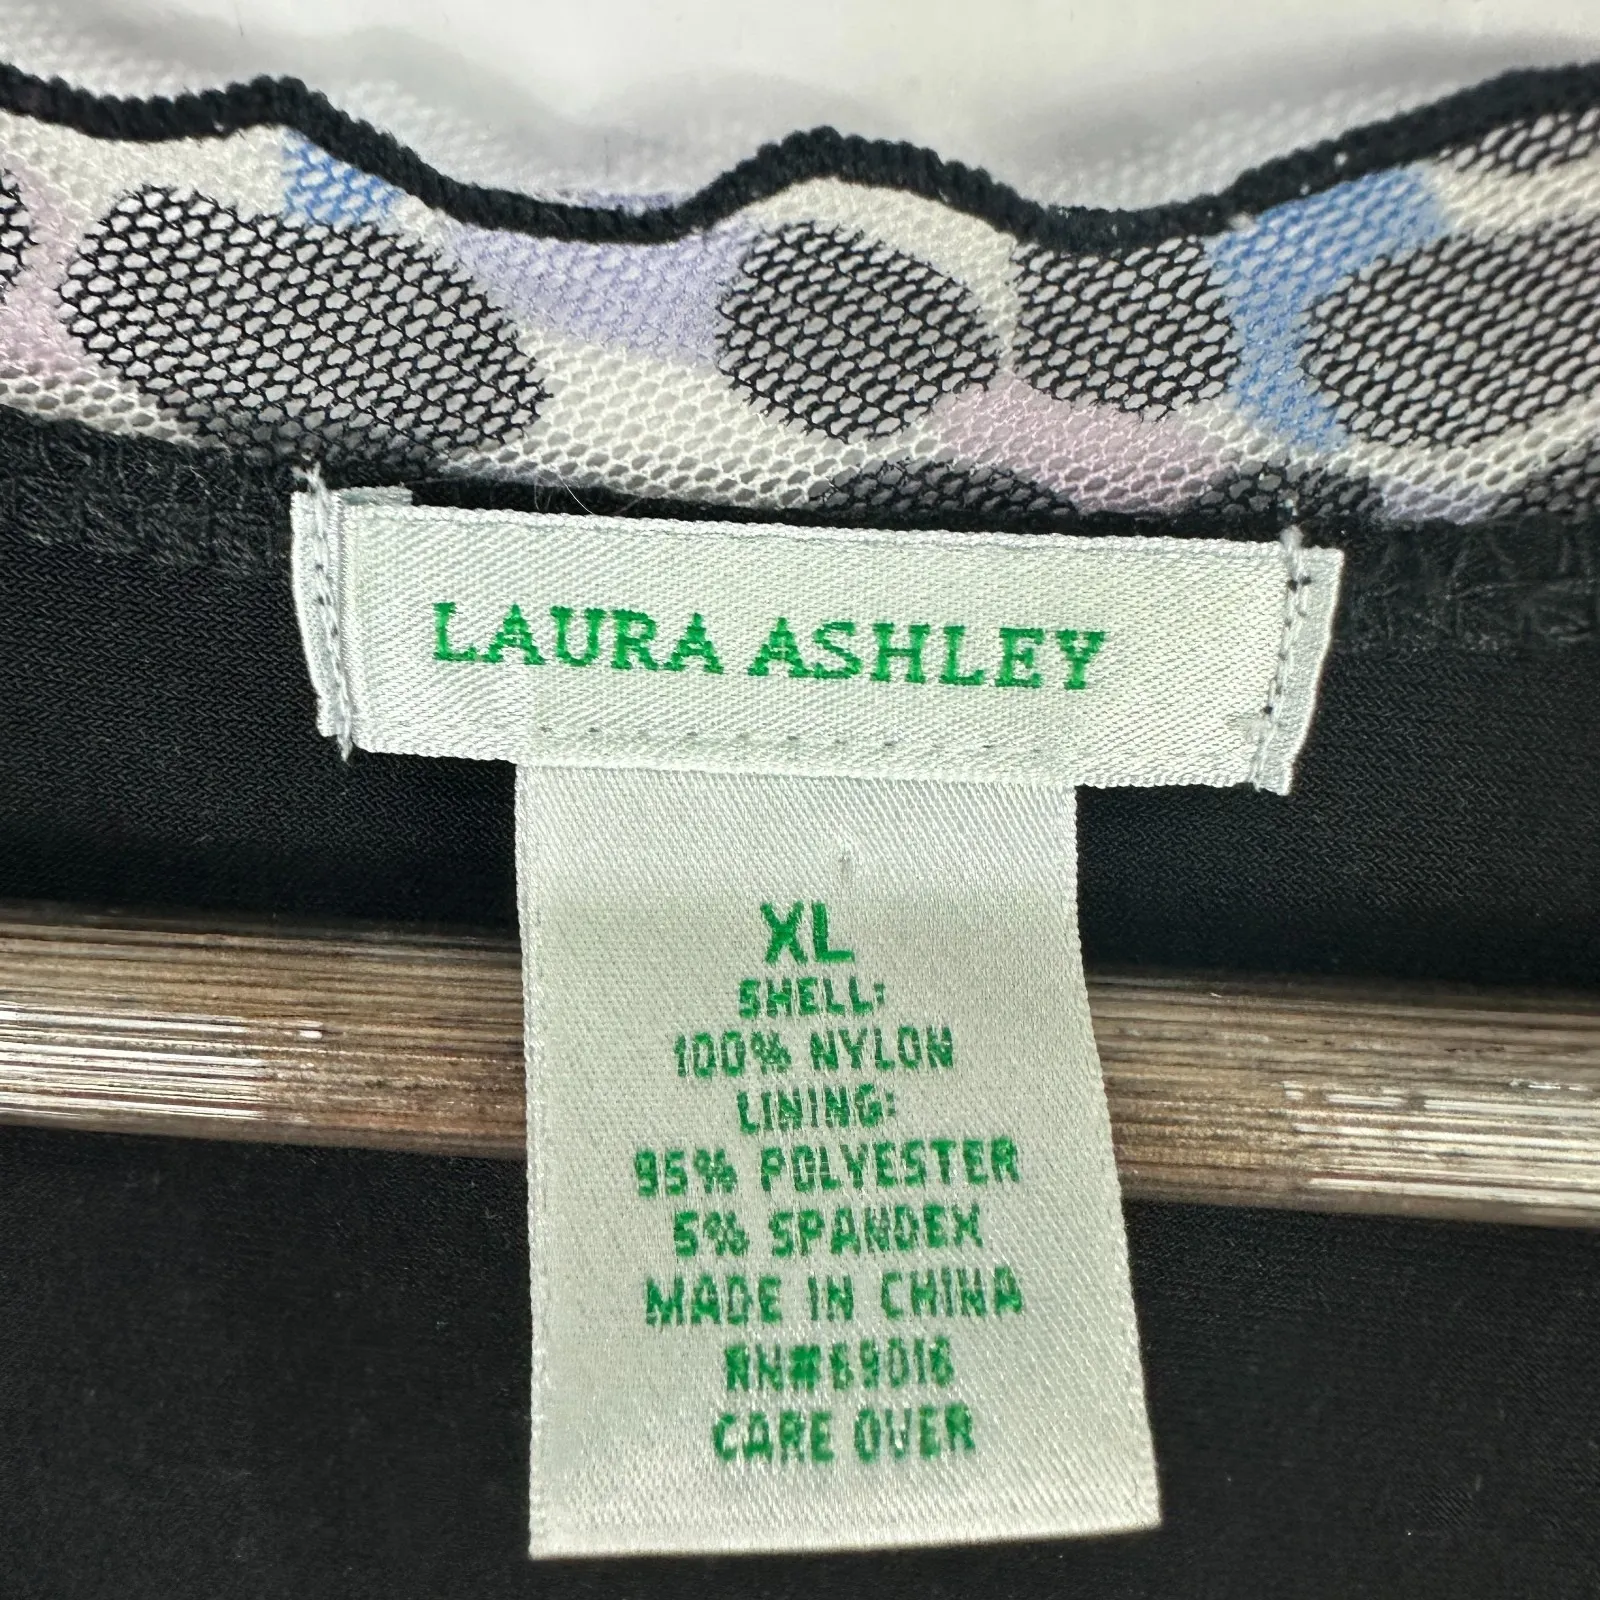 LAURA ASHLEY
XL
SHELL:
100% NYLON
LINING:
95% POLYESTER
5% SPANDEX
MADE IN CHINA
RN#69016
CARE OVER